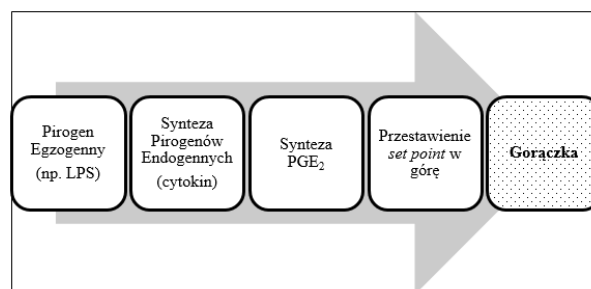 Pirogen
Egzogenny
(np. LPS)
Synteza
Pirogenów
Endogennych
(cytokin)
Synteza
PGE₂
Przestawienie
set point w
górę
Gorączka